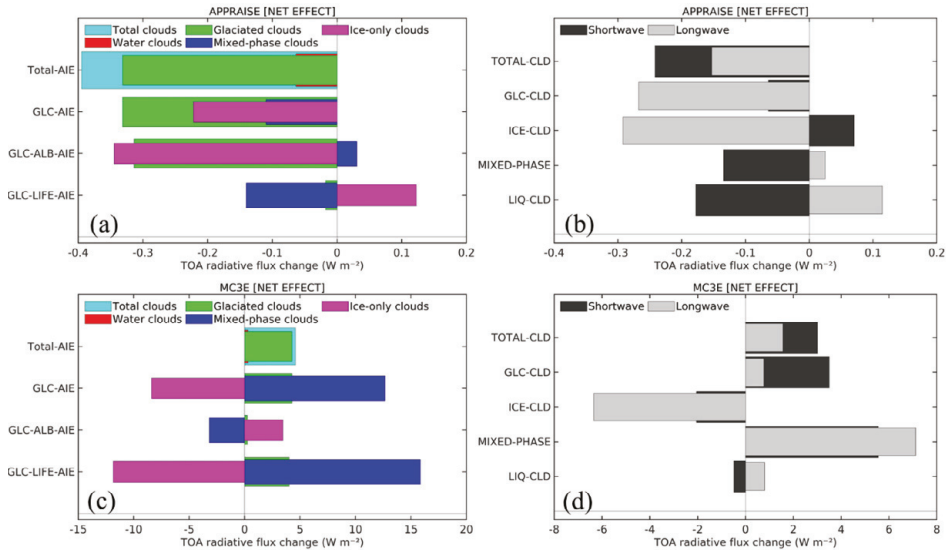 APPRAISE [NET EFFECT]
Total clouds Glaciated clouds Ice-only clouds
Water clouds Mixed-phase clouds
Total-AIE
GLC-AIE
GLC-ALB-AIE
GLC-LIFE-AIE
(a)
-0.4 -0.3 -0.2 -0.1 0 0.1 0.2
TOA radiative flux change (W m⁻²)
APPRAISE [NET EFFECT]
Shortwave Longwave
TOTAL-CLD
GLC-CLD
ICE-CLD
MIXED-PHASE
LIQ-CLD
(b)
-0.4 -0.3 -0.2 -0.1 0 0.1 0.2
TOA radiative flux change (W m⁻²)
MC3E [NET EFFECT]
Total clouds Glaciated clouds Ice-only clouds
Water clouds Mixed-phase clouds
Total-AIE
GLC-AIE
GLC-ALB-AIE
GLC-LIFE-AIE
(c)
-15 -10 -5 0 5 10 15 20
TOA radiative flux change (W m⁻²)
MC3E [NET EFFECT]
Shortwave Longwave
TOTAL-CLD
GLC-CLD
ICE-CLD
MIXED-PHASE
LIQ-CLD
(d)
-8 -6 -4 -2 0 2 4 6 8
TOA radiative flux change (W m⁻²)